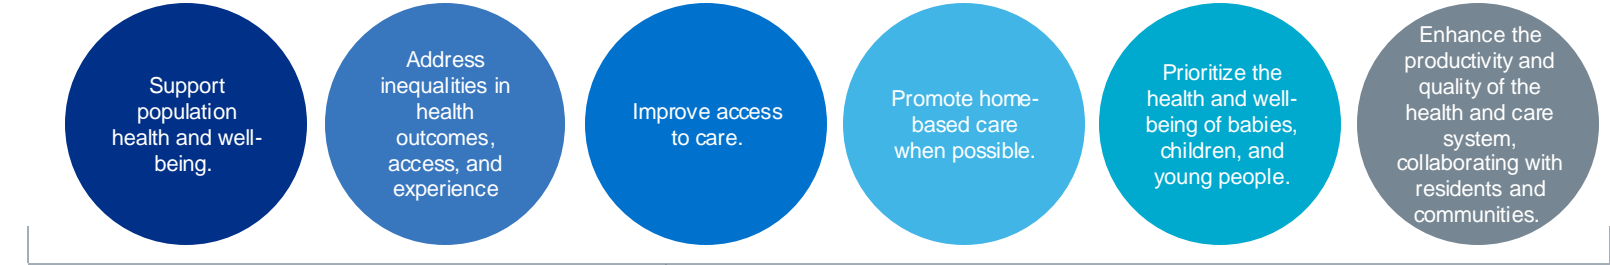 Support
population
health and well-
being.
Address
inequalities in
health
outcomes,
access, and
experience
Improve access
to care.
Promote home-
based care
when possible.
Prioritize the
health and well-
being of babies,
children, and
young people.
Enhance the
productivity and
quality of the
health and care
system,
collaborating with
residents and
communities.